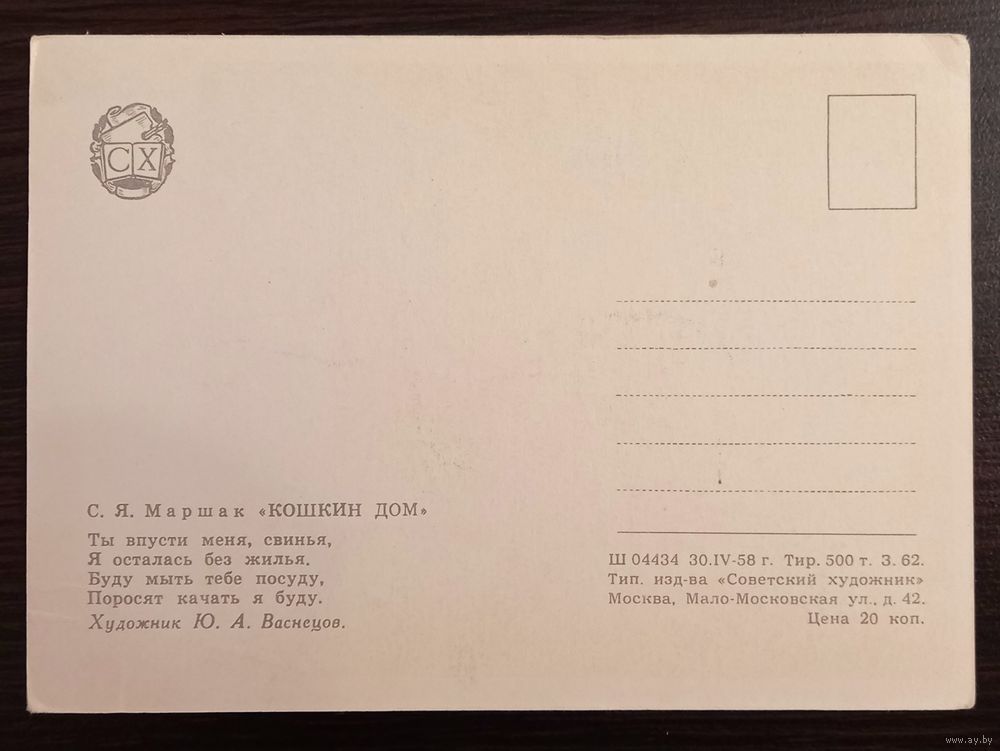 СХ
С. Я. Маршак «КОШКИН ДОМ»
Ты впусти меня, свинья,
Я осталась без жилья.
Буду мыть тебе посуду,
Поросят качать я буду.
Художник Ю. А. Васнецов.
Ш 04434 30.IV-58 г. Тир. 500 т. З. 62.
Тип. изд-ва «Советский художник»
Москва, Мало-Московская ул., д. 42.
Цена 20 коп.
www.ay.by